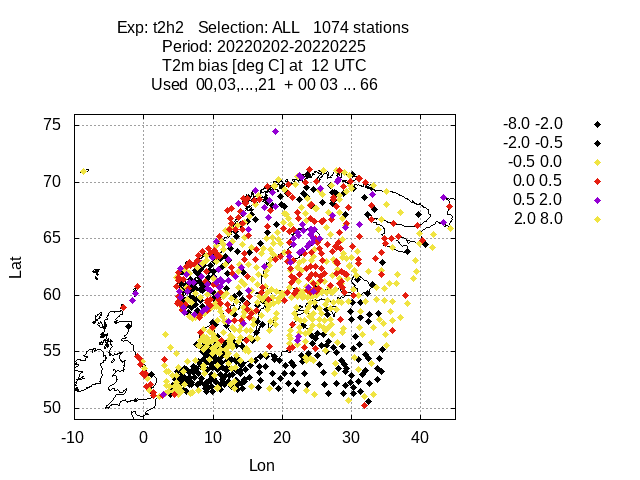 Exp: t2h2   Selection: ALL   1074 stations
Period: 20220202-20220225
T2m bias [deg C] at  12 UTC
Used  00,03,...,21  + 00 03 ... 66
-8.0 -2.0
-2.0 -0.5
-0.5 0.0
0.0 0.5
0.5 2.0
2.0 8.0
75
70
65
60
55
50
Lat
-10 0 10 20 30 40
Lon